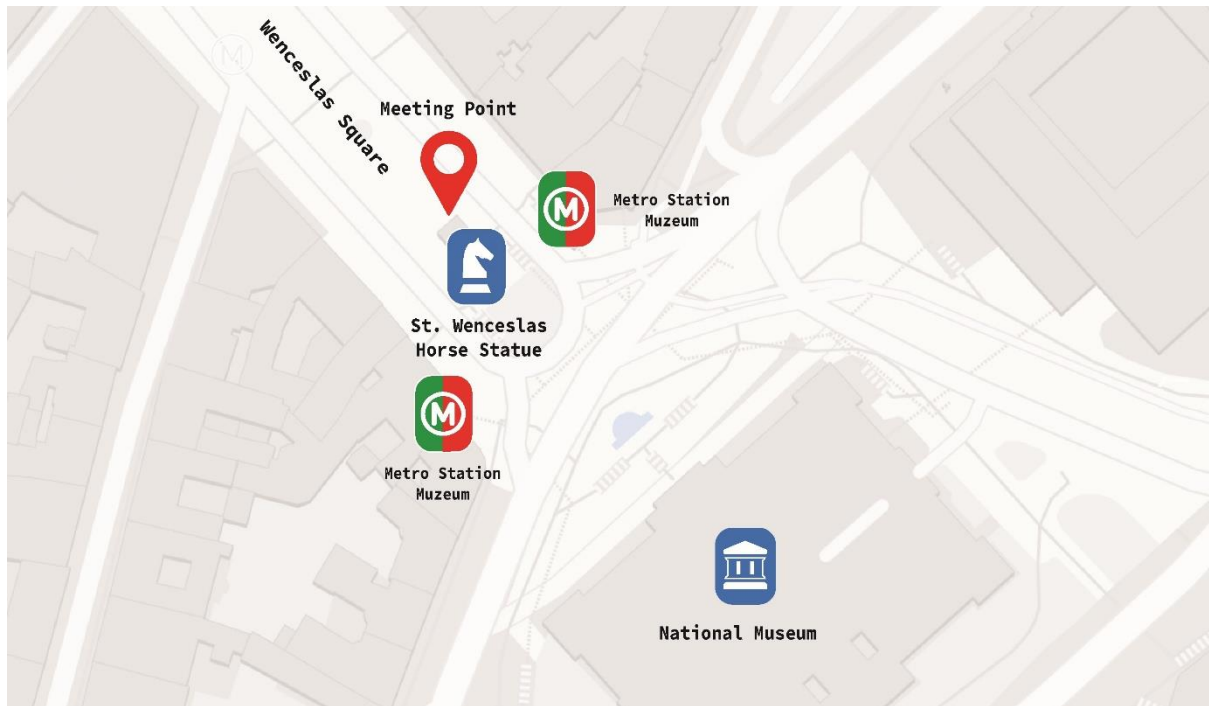 Wenceslas Square
Meeting Point
M
M
Metro Station
Muzeum
St. Wenceslas
Horse Statue
M
Metro Station
Muzeum
National Museum